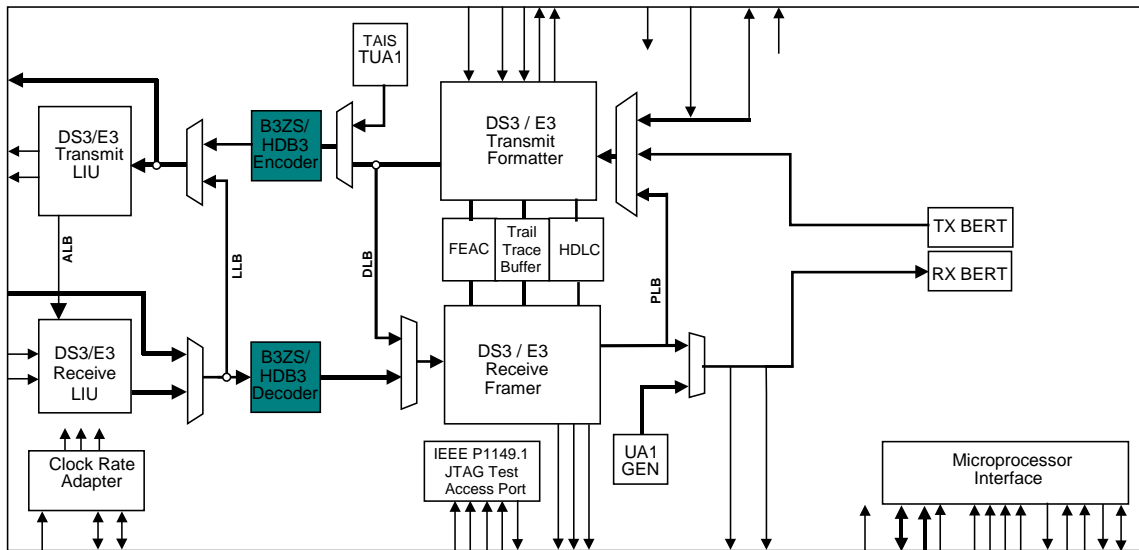 TAIS
TUA1
DS3/E3
Transmit
LIU
B3ZS/
HDB3
Encoder
DS3 / E3
Transmit
Formatter
FEAC
Trail
Trace
Buffer
HDLC
TX BERT
RX BERT
ALB
LLB
DLB
PLB
DS3/E3
Receive
LIU
B3ZS/
HDB3
Decoder
DS3 / E3
Receive
Framer
Clock Rate
Adapter
IEEE P1149.1
JTAG Test
Access Port
UA1
GEN
Microprocessor
Interface